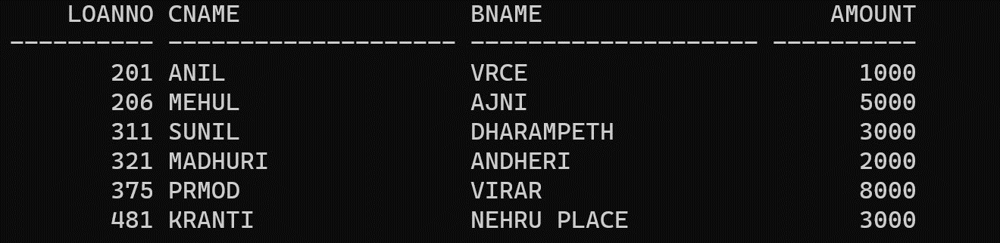 LOANNO CNAME BNAME AMOUNT
---------- -------------------- -------------------- ----------
201 ANIL VRCE 1000
206 MEHUL AJNI 5000
311 SUNIL DHARAMPETH 3000
321 MADHURI ANDHERI 2000
375 PRMOD VIRAR 8000
481 KRANTI NEHRU PLACE 3000